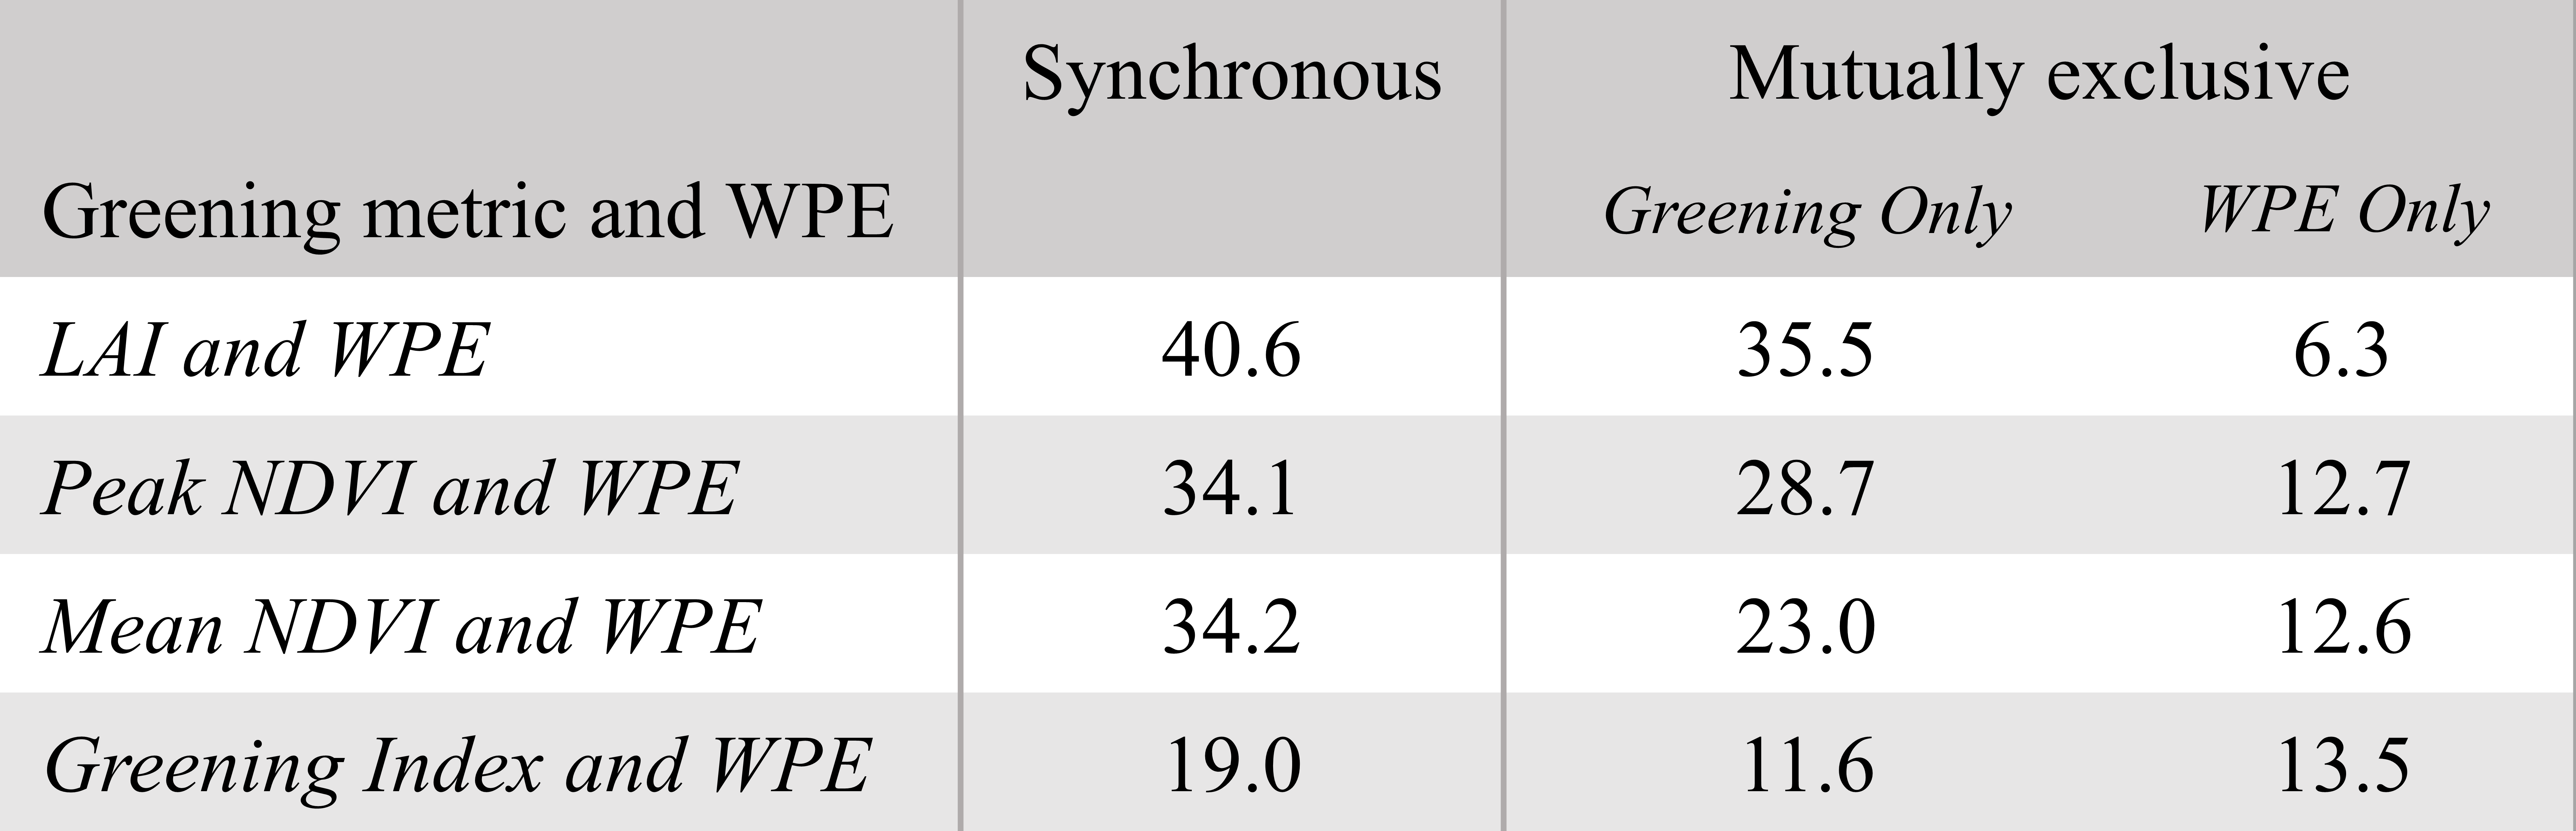 Synchronous Mutually exclusive
Greening metric and WPE Greening Only WPE Only
LAI and WPE 40.6 35.5 6.3
Peak NDVI and WPE 34.1 28.7 12.7
Mean NDVI and WPE 34.2 23.0 12.6
Greening Index and WPE 19.0 11.6 13.5